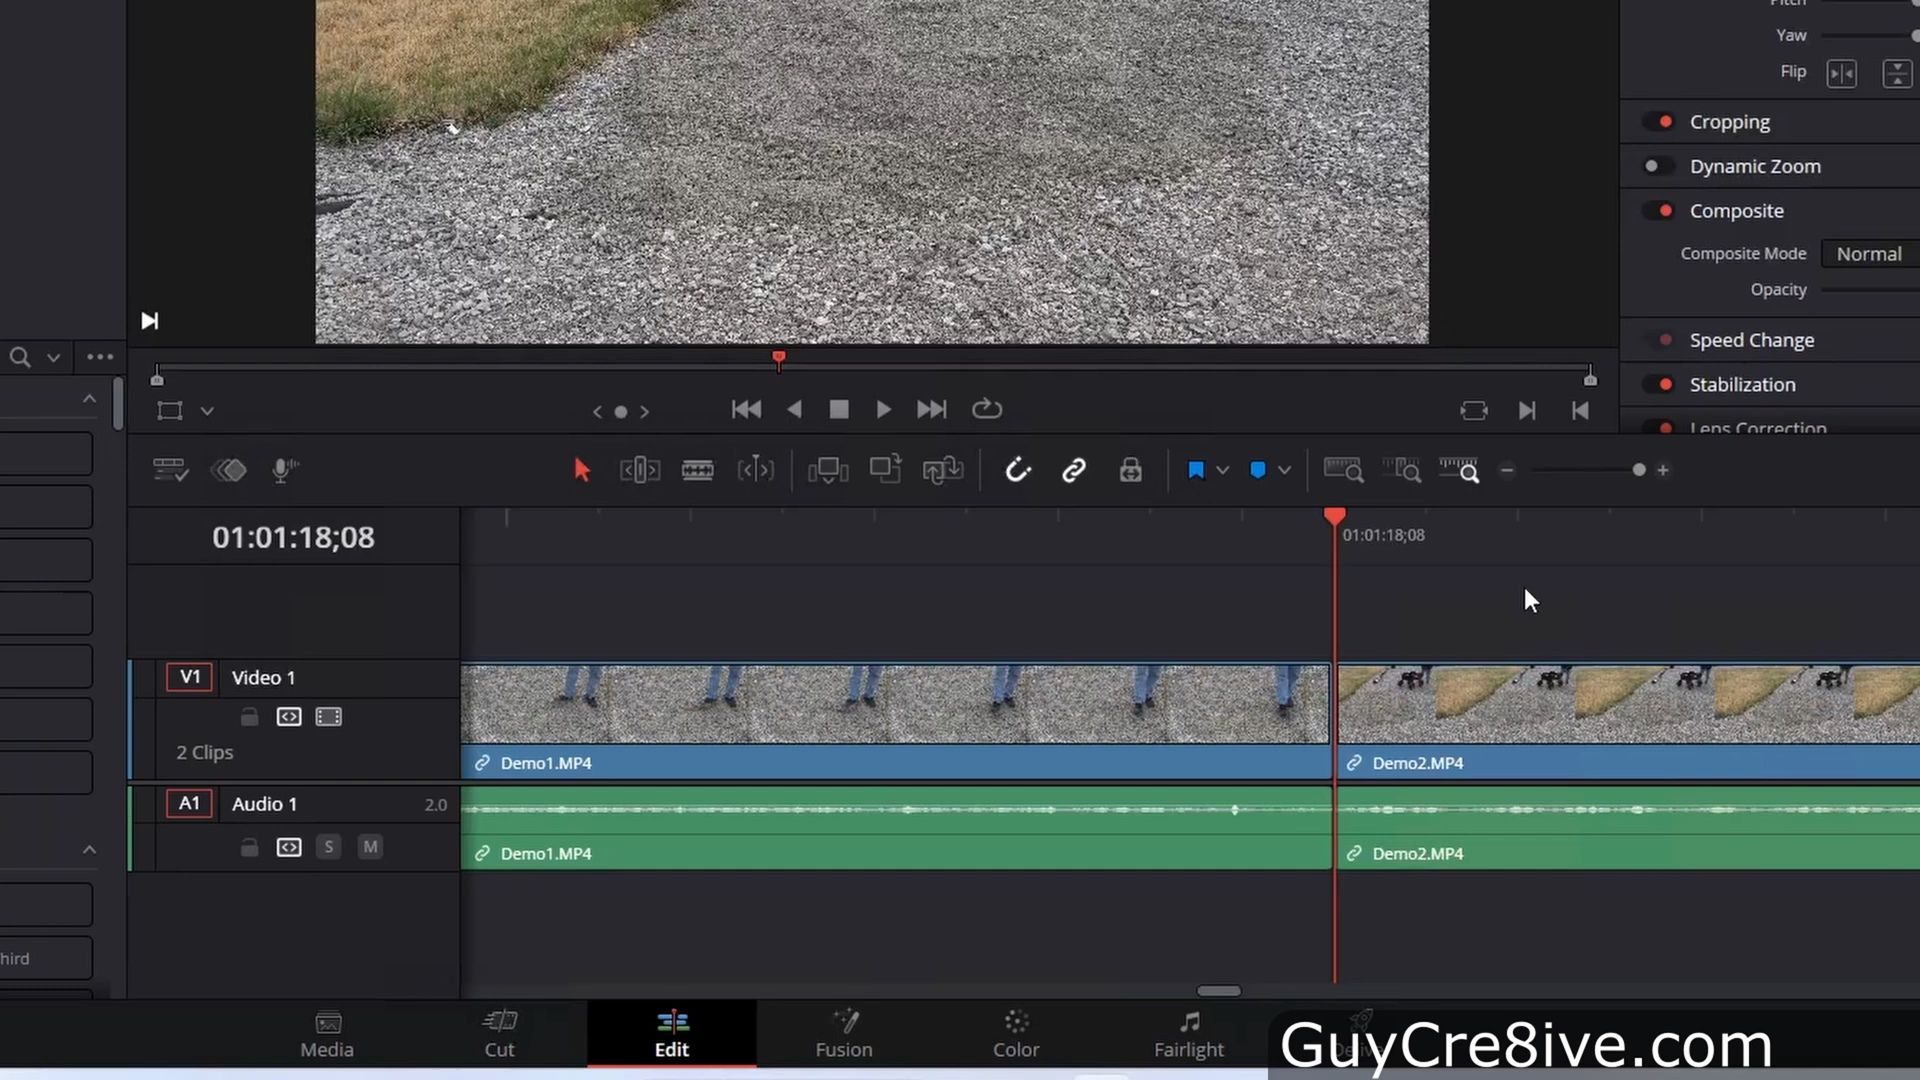 Pitch
Yaw
Flip
Cropping
Dynamic Zoom
Composite
Composite Mode Normal
Opacity
Speed Change
Stabilization
Lens Correction
01:01:18;08
01:01:18;08
V1 Video 1
2 Clips
Demo1.MP4
Demo2.MP4
A1 Audio 1 2.0
S M
Demo1.MP4
Demo2.MP4
hird
Media
Cut
Edit
Fusion
Color
Fairlight
GuyCre8ive.com